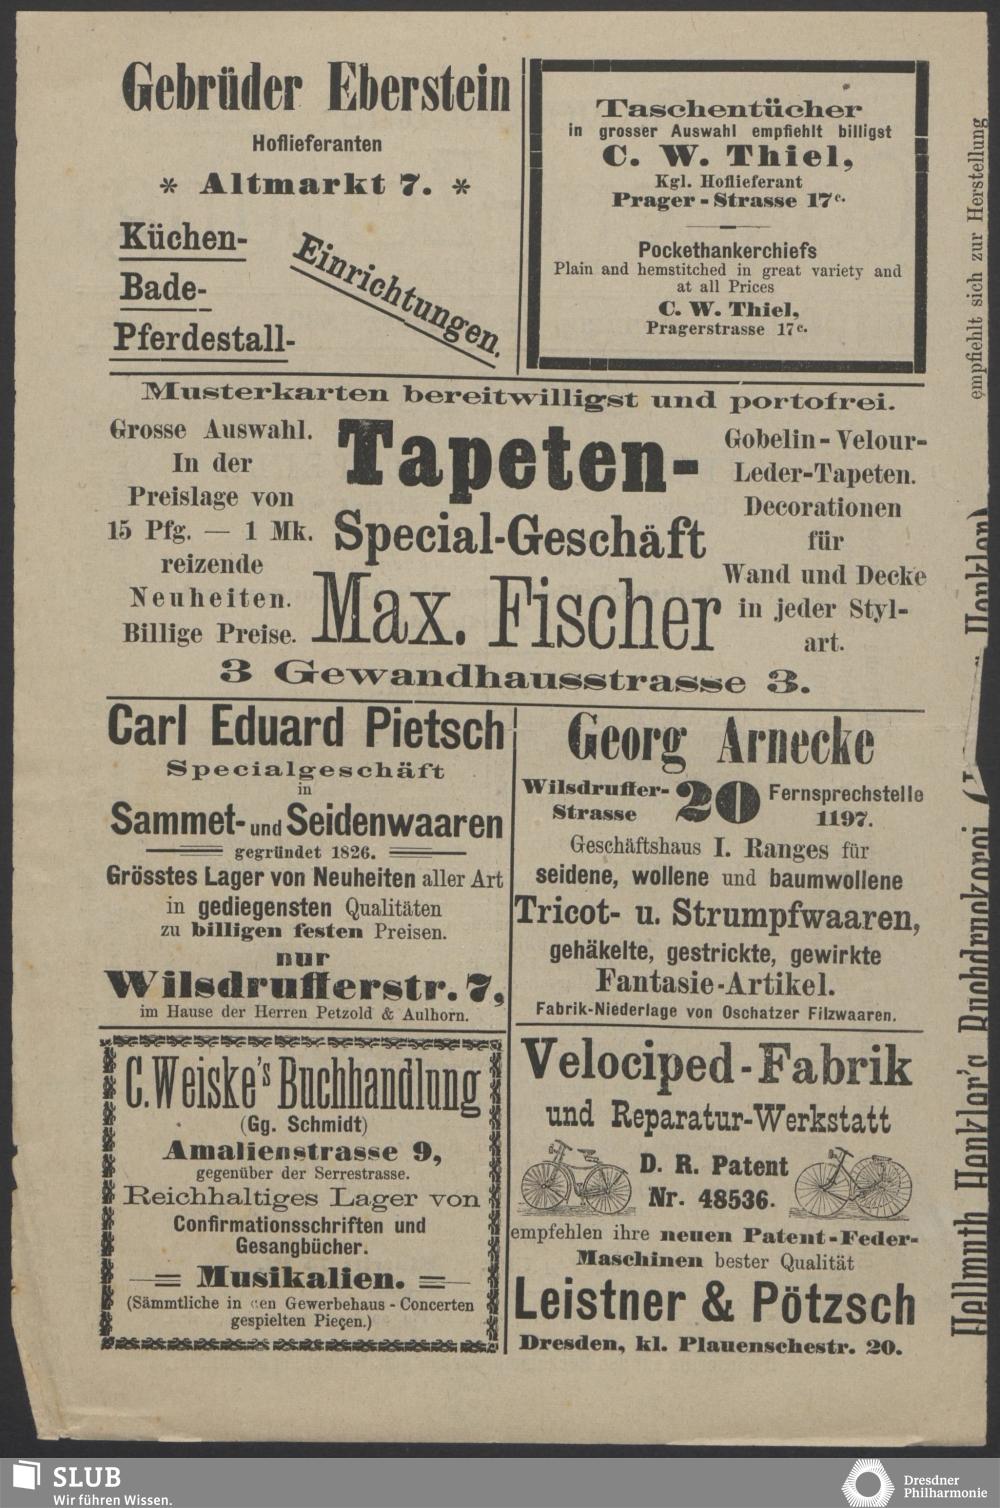 Gebrüder Eberstein
Hoflieferanten
* Altmarkt 7. *
Küchen-
Bade-
Pferdestall-
Einrichtungen.
Taschentücher
in grosser Auswahl empfiehlt billigst
C. W. Thiel,
Kgl. Hoflieferant
Prager-Strasse 17c.
Pockethankerchiefs
Plain and hemstitched in great variety and
at all Prices
C. W. Thiel,
Pragerstrasse 17c.
Musterkarten bereitwilligst und portofrei.
Grosse Auswahl.
In der
Preislage von
15 Pfg. — 1 Mk.
reizende
Neuheiten.
Billige Preise.
Tapeten-
Special-Geschäft
Max. Fischer
Gobelin-Velour-
Leder-Tapeten.
Decorationen
für
Wand und Decke
in jeder Styl-
art.
3 Gewandhausstrasse 3.
Carl Eduard Pietsch
Specialgeschäft
in
Sammet- und Seidenwaaren
gegründet 1826.
Grösstes Lager von Neuheiten aller Art
in gediegensten Qualitäten
zu billigen festen Preisen.
nur
Wilsdrufferstr. 7,
im Hause der Herren Petzold & Aulhorn.
Georg Arnecke
Wilsdruffer-
Strasse
20
Fernsprechstelle
1197.
Geschäftshaus I. Ranges für
seidene, wollene und baumwollene
Tricot- u. Strumpfwaaren,
gehäkelte, gestrickte, gewirkte
Fantasie-Artikel.
Fabrik-Niederlage von Oschatzer Filzwaaren.
C. Weiske's Buchhandlung
(Gg. Schmidt)
Amalienstrasse 9,
gegenüber der Serrestrasse.
Reichhaltiges Lager von
Confirmationsschriften und
Gesangbücher.
Musikalien.
(Sämmtliche in den Gewerbehaus-Concerten
gespielten Pieçen.)
Velociped-Fabrik
und Reparatur-Werkstatt
D. R. Patent
Nr. 48536.
empfehlen ihre neuen Patent-Feder-
Maschinen bester Qualität
Leistner & Pötzsch
Dresden, kl. Plauenschestr. 20.
Hellmuth Henkler's Buchdruckerei
empfiehlt sich zur Herstellung
SLUB
Wir führen Wissen.
Dresdner
Philharmonie